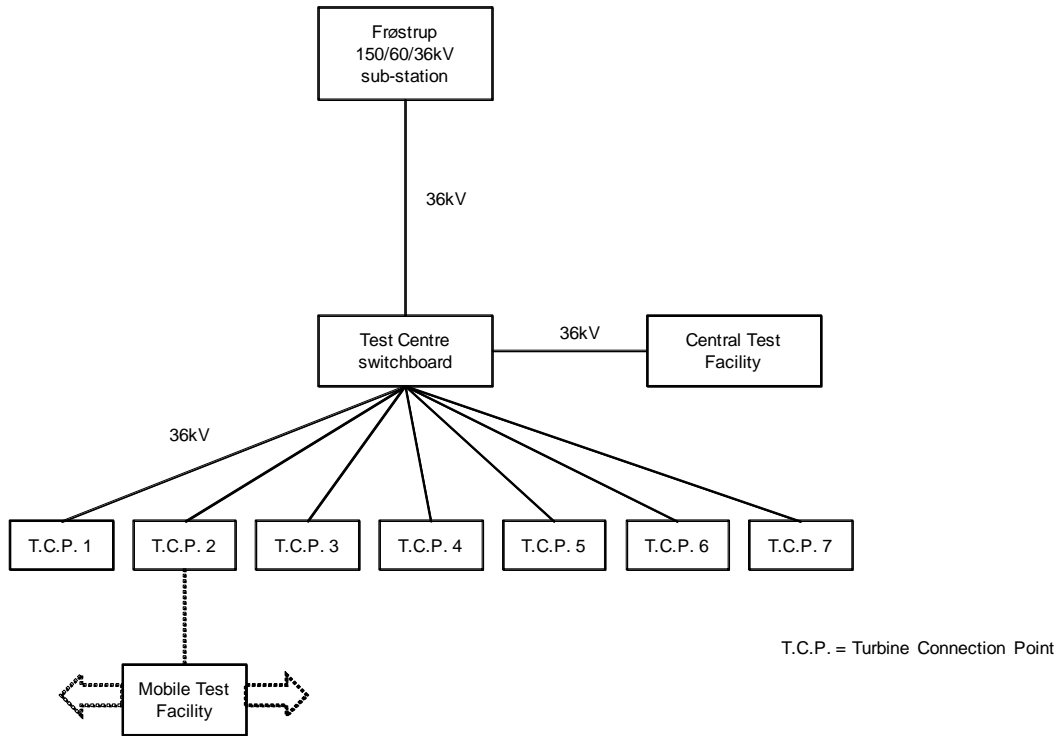 Frøstrup
150/60/36kV
sub-station
36kV
Test Centre
switchboard
36kV
Central Test
Facility
36kV
T.C.P. 1
T.C.P. 2
T.C.P. 3
T.C.P. 4
T.C.P. 5
T.C.P. 6
T.C.P. 7
T.C.P. = Turbine Connection Point
Mobile Test
Facility